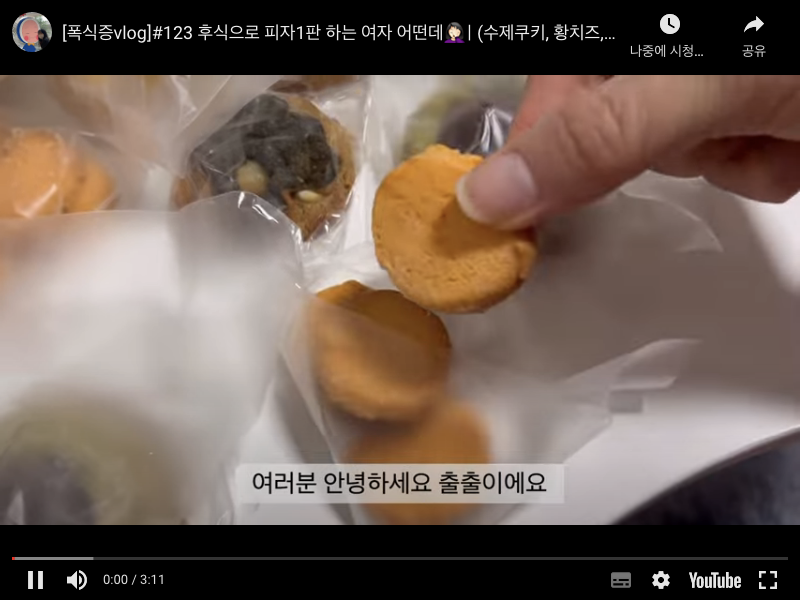 [폭식증vlog]#123 후식으로 피자1판 하는 여자 어떤데🤦🏻‍♀️| (수제쿠키, 황치즈,...
나중에 시청...
공유
여러분 안녕하세요 출출이에요
0:00 / 3:11
YouTube